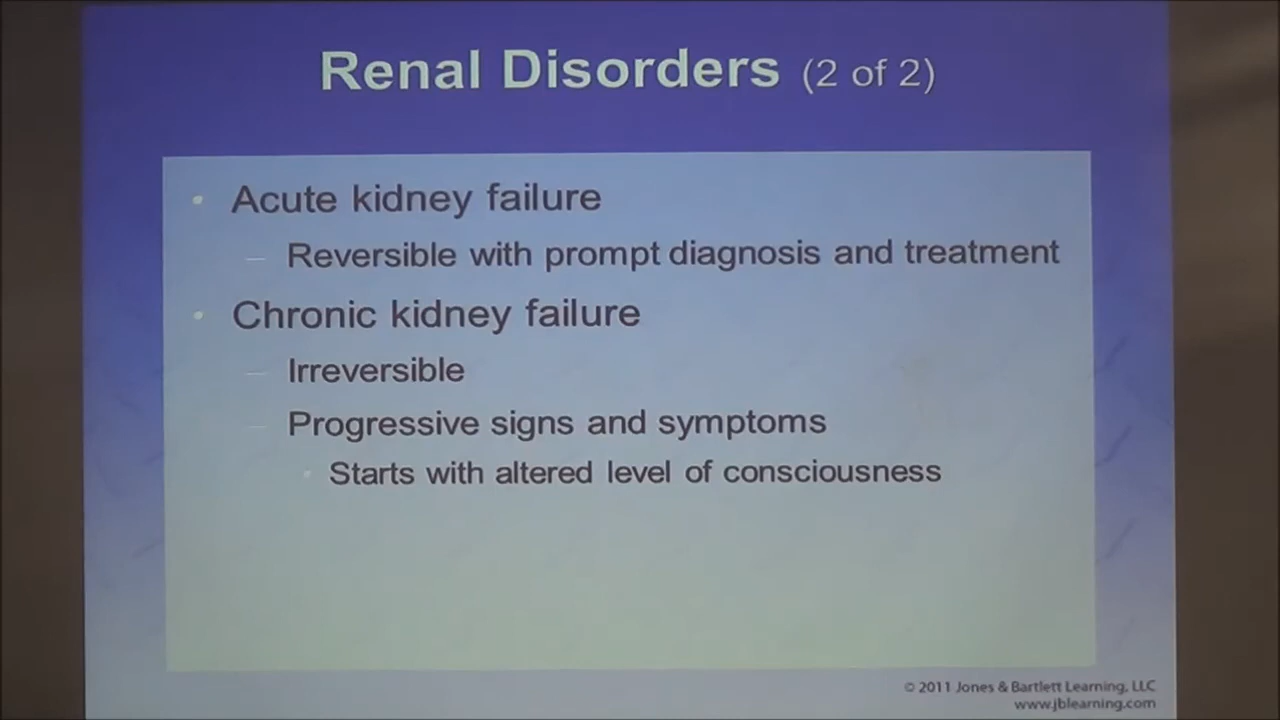 Renal Disorders (2 of 2)
• Acute kidney failure
– Reversible with prompt diagnosis and treatment
• Chronic kidney failure
– Irreversible
– Progressive signs and symptoms
• Starts with altered level of consciousness
© 2011 Jones & Bartlett Learning, LLC
www.jblearning.com